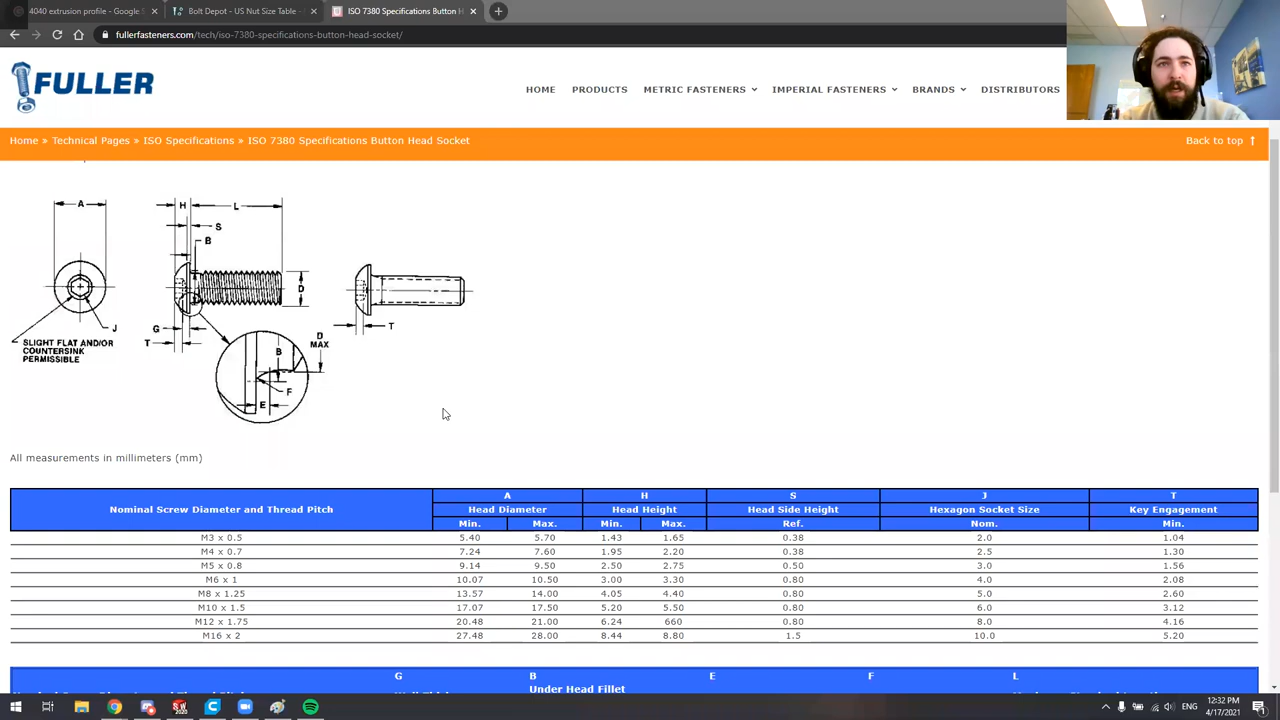 4040 extrusion profile - Google S
Bolt Depot - US Nut Size Table -
ISO 7380 Specifications Button H
fullerfasteners.com/tech/iso-7380-specifications-button-head-socket/
FULLER
HOME PRODUCTS METRIC FASTENERS IMPERIAL FASTENERS BRANDS DISTRIBUTORS
Home » Technical Pages » ISO Specifications » ISO 7380 Specifications Button Head Socket Back to top
A H L
S
B
D
J
G
T
T
SLIGHT FLAT AND/OR
COUNTERSINK
PERMISSIBLE
D
MAX
B
F
E
All measurements in millimeters (mm)
Nominal Screw Diameter and Thread Pitch A H S J T
Head Diameter Head Height Head Side Height Hexagon Socket Size Key Engagement
Min. Max. Min. Max. Ref. Nom. Min.
M3 x 0.5 5.40 5.70 1.43 1.65 0.38 2.0 1.04
M4 x 0.7 7.24 7.60 1.95 2.20 0.38 2.5 1.30
M5 x 0.8 9.14 9.50 2.50 2.75 0.50 3.0 1.56
M6 x 1 10.07 10.50 3.00 3.30 0.80 4.0 2.08
M8 x 1.25 13.57 14.00 4.05 4.40 0.80 5.0 2.60
M10 x 1.5 17.07 17.50 5.20 5.50 0.80 6.0 3.12
M12 x 1.75 20.48 21.00 6.24 660 0.80 8.0 4.16
M16 x 2 27.48 28.00 8.44 8.80 1.5 10.0 5.20
G B E F L
Under Head Fillet
ENG
12:32 PM
4/17/2021